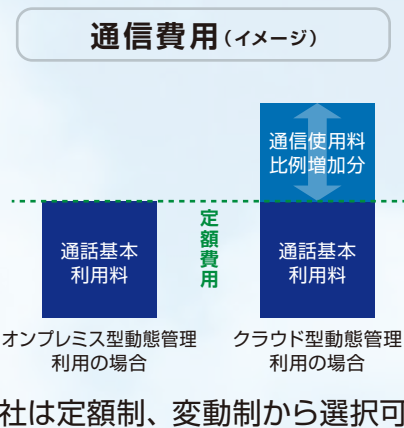 通信費用（イメージ）
通信使用料
比例増加分
定額費用
通話基本
利用料
通話基本
利用料
オンプレミス型動態管理
利用の場合
クラウド型動態管理
利用の場合
社は定額制、変動制から選択可